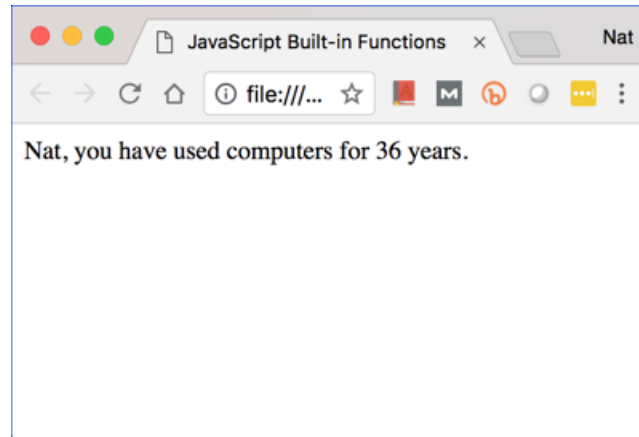 JavaScript Built-in Functions
Nat
file:///...
Nat, you have used computers for 36 years.